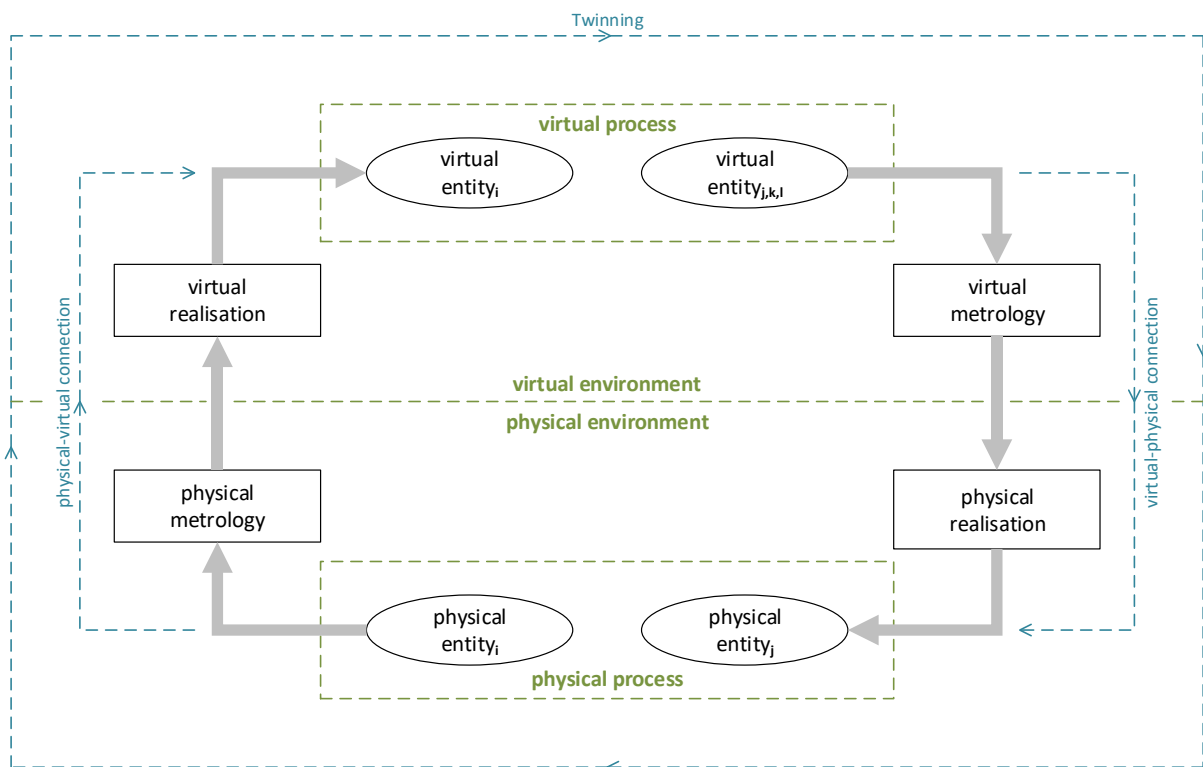 Twinning
virtual process
virtual
entityi
virtual
entityj,k,l
virtual
realisation
virtual
metrology
physical-virtual connection
virtual-physical connection
virtual environment
physical environment
physical
metrology
physical
realisation
physical
entityi
physical
entityj
physical process